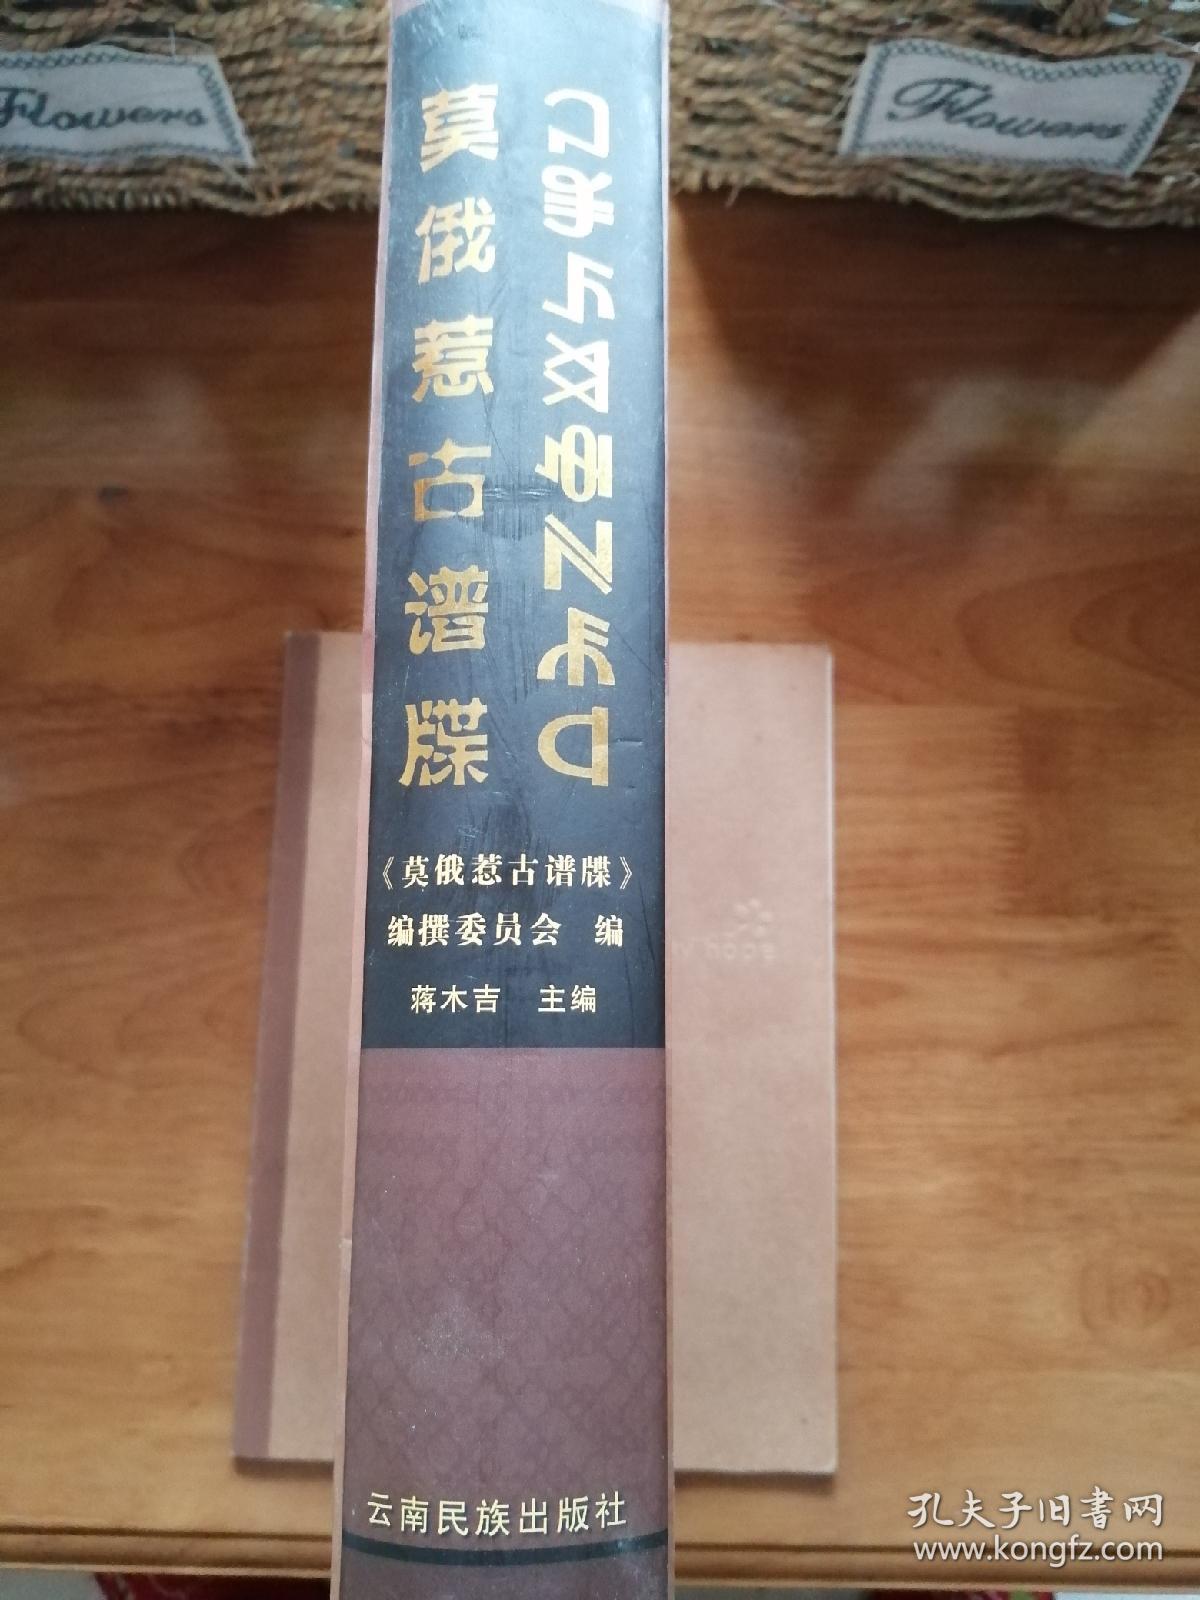 Flowers
Flowers
莫俄惹古谱牒
《莫俄惹古谱牒》
编撰委员会 编
蒋木吉 主编
云南民族出版社
孔夫子旧书网
www.kongfz.com